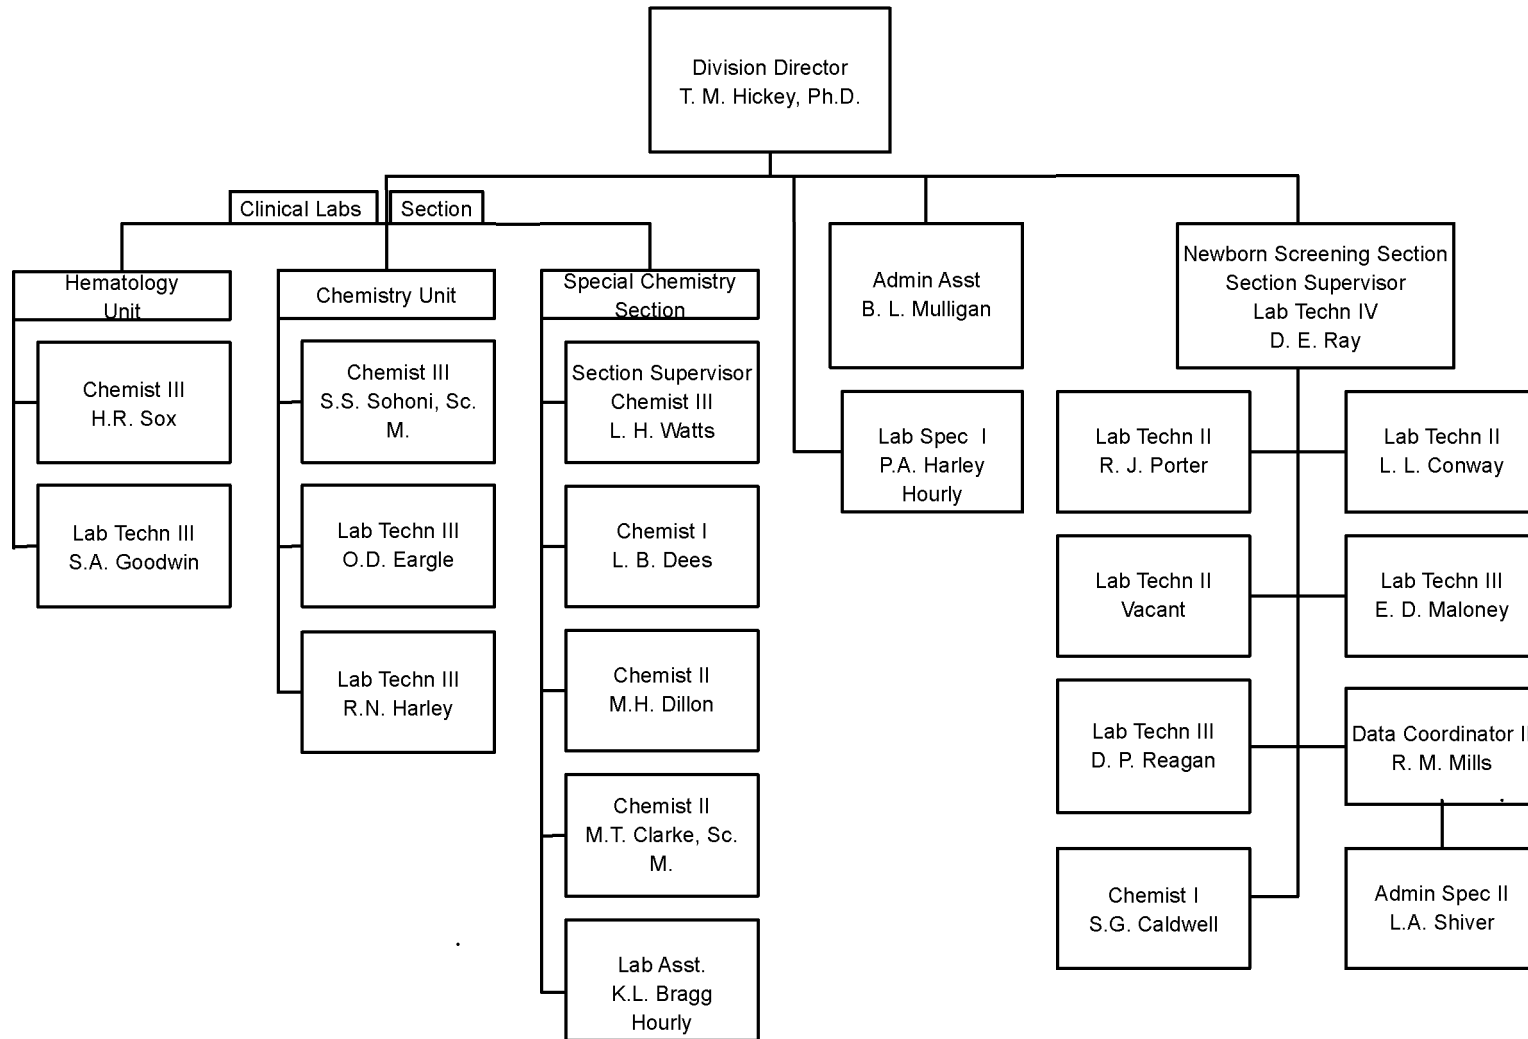 Division Director
T. M. Hickey, Ph.D.
Clinical Labs
Section
Hematology
Unit
Chemist III
H.R. Sox
Lab Techn III
S.A. Goodwin
Chemistry Unit
Chemist III
S.S. Sohoni, Sc.
M.
Lab Techn III
O.D. Eargle
Lab Techn III
R.N. Harley
Special Chemistry
Section
Section Supervisor
Chemist III
L. H. Watts
Chemist I
L. B. Dees
Chemist II
M.H. Dillon
Chemist II
M.T. Clarke, Sc.
M.
Lab Asst.
K.L. Bragg
Hourly
Admin Asst
B. L. Mulligan
Lab Spec I
P.A. Harley
Hourly
Newborn Screening Section
Section Supervisor
Lab Techn IV
D. E. Ray
Lab Techn II
R. J. Porter
Lab Techn II
L. L. Conway
Lab Techn II
Vacant
Lab Techn III
E. D. Maloney
Lab Techn III
D. P. Reagan
Data Coordinator II
R. M. Mills
Chemist I
S.G. Caldwell
Admin Spec II
L.A. Shiver